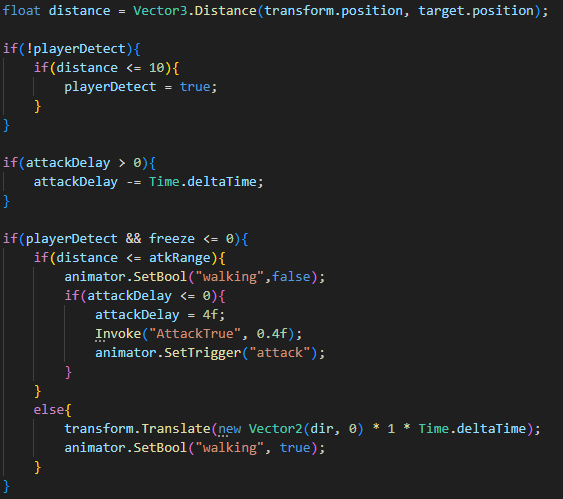 float distance = Vector3.Distance(transform.position, target.position);
if(!playerDetect){
if(distance <= 10){
playerDetect = true;
}
}
if(attackDelay > 0){
attackDelay -= Time.deltaTime;
}
if(playerDetect && freeze <= 0){
if(distance <= atkRange){
animator.SetBool("walking",false);
if(attackDelay <= 0){
attackDelay = 4f;
Invoke("AttackTrue", 0.4f);
animator.SetTrigger("attack");
}
}
else{
transform.Translate(new Vector2(dir, 0) * 1 * Time.deltaTime);
animator.SetBool("walking", true);
}
}